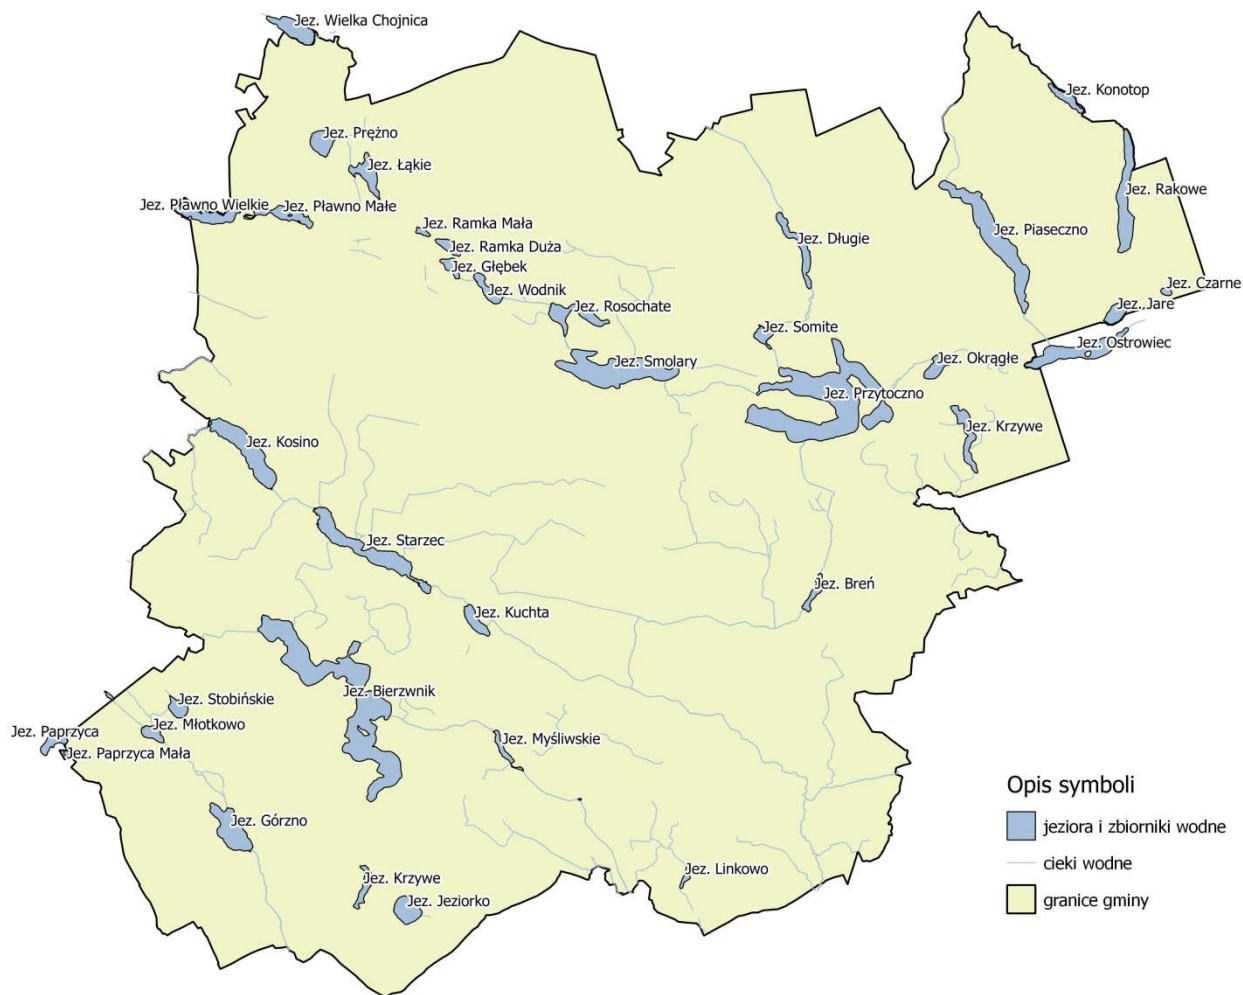 Jez. Wielka Chojnica
Jez. Konotop
Jez. Prężno
Jez. Łąkie
Jez. Rakowe
Jez. Pławno Wielkie
Jez. Pławno Małe
Jez. Ramka Mała
Jez. Piaseczno
Jez. Długie
Jez. Ramka Duża
Jez. Głębek
Jez. Czarne
Jez. Wodnik
Jez. Jare
Jez. Rosochate
Jez. Somite
Jez. Ostrowiec
Jez. Smolary
Jez. Okrągłe
Jez. Przytoczno
Jez. Krzywe
Jez. Kosino
Jez. Starzec
Jez. Breń
Jez. Kuchta
Jez. Bierzwnik
Jez. Stobińskie
Jez. Młotkowo
Jez. Paprzyca
Jez. Myśliwskie
Jez. Paprzyca Mała
Opis symboli
Jez. Górzno
jeziora i zbiorniki wodne
cieki wodne
Jez. Linkowo
Jez. Krzywe
Jez. Jeziorko
granice gminy